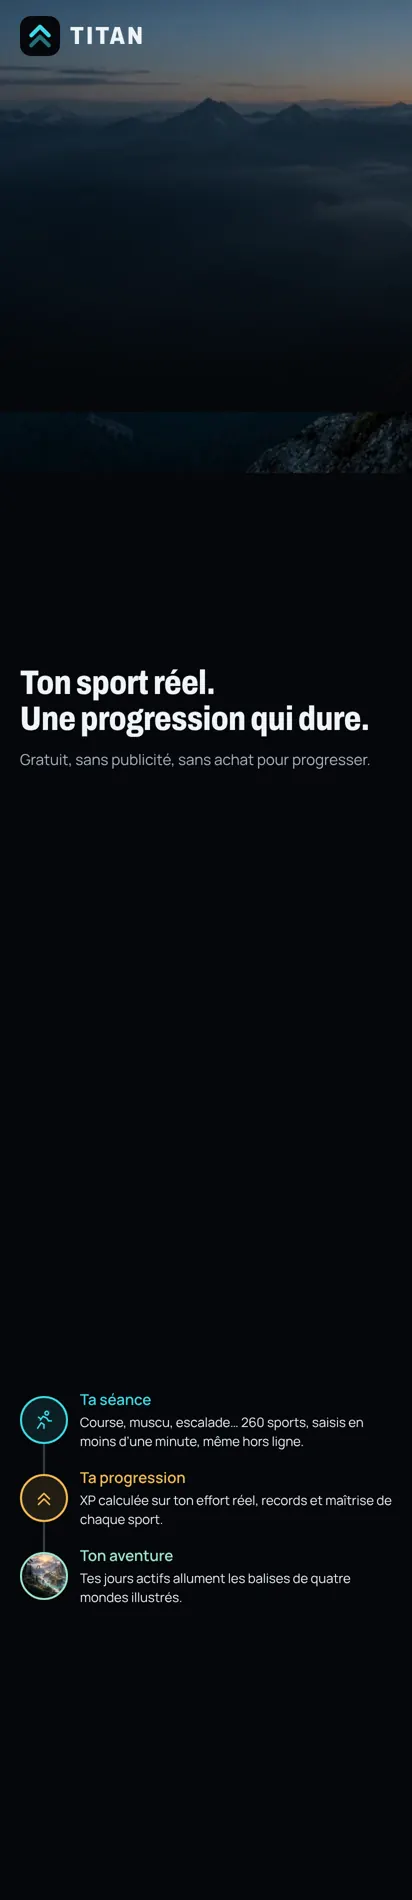 TITAN
Ton sport réel.
Une progression qui dure.
Gratuit, sans publicité, sans achat pour progresser.
Ta séance
Course, muscu, escalade… 260 sports, saisis en
moins d'une minute, même hors ligne.
Ta progression
XP calculée sur ton effort réel, records et maîtrise de
chaque sport.
Ton aventure
Tes jours actifs allument les balises de quatre
mondes illustrés.